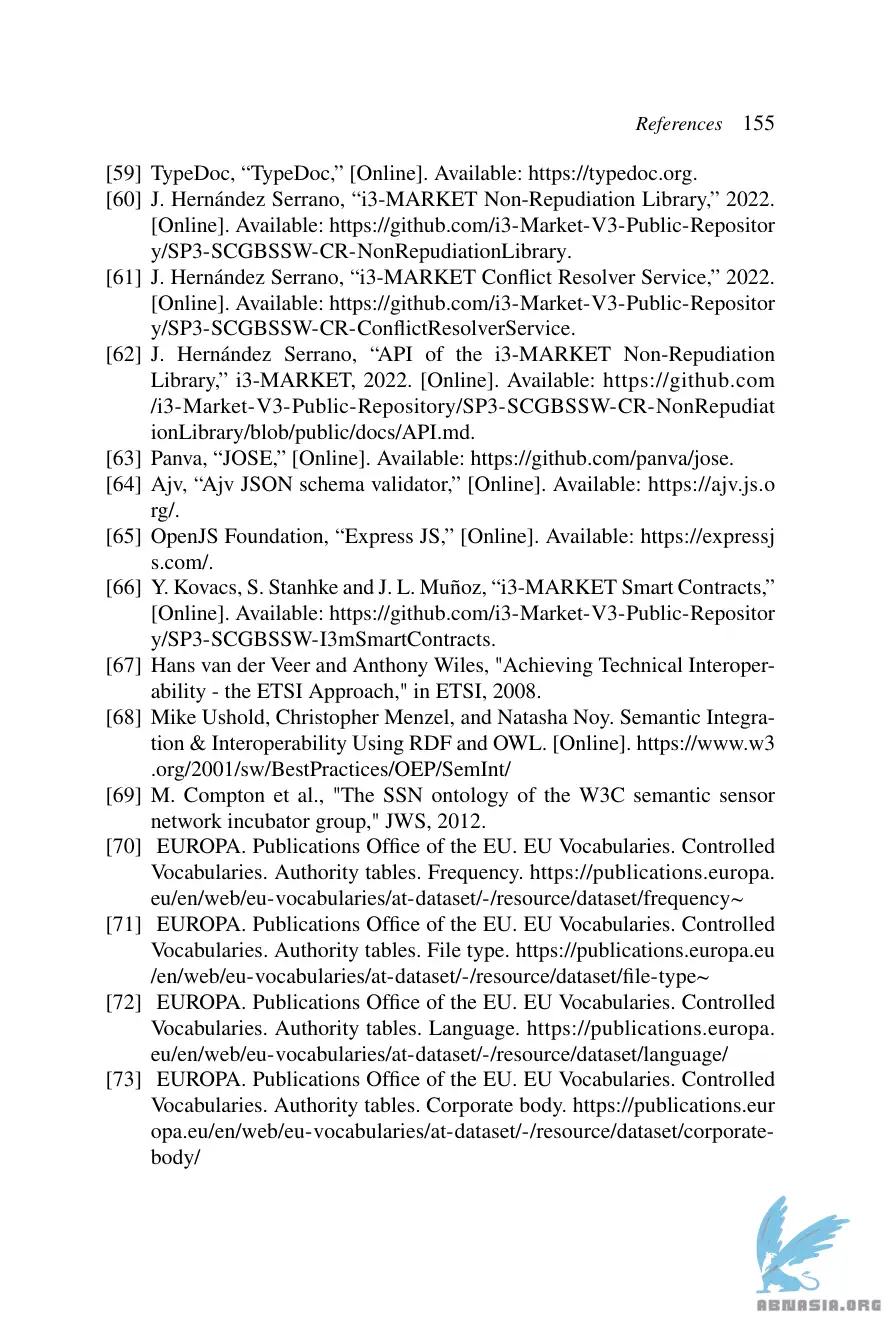 References 155
[59] TypeDoc, “TypeDoc,” [Online]. Available: https://typedoc.org.
[60] J. Hernández Serrano, “i3-MARKET Non-Repudiation Library,” 2022.
[Online]. Available: https://github.com/i3-Market-V3-Public-Repositor
y/SP3-SCGBSSW-CR-NonRepudiationLibrary.
[61] J. Hernández Serrano, “i3-MARKET Conflict Resolver Service,” 2022.
[Online]. Available: https://github.com/i3-Market-V3-Public-Repositor
y/SP3-SCGBSSW-CR-ConflictResolverService.
[62] J. Hernández Serrano, “API of the i3-MARKET Non-Repudiation
Library,” i3-MARKET, 2022. [Online]. Available: https://github.com
/i3-Market-V3-Public-Repository/SP3-SCGBSSW-CR-NonRepudiat
ionLibrary/blob/public/docs/API.md.
[63] Panva, “JOSE,” [Online]. Available: https://github.com/panva/jose.
[64] Ajv, “Ajv JSON schema validator,” [Online]. Available: https://ajv.js.o
rg/.
[65] OpenJS Foundation, “Express JS,” [Online]. Available: https://expressj
s.com/.
[66] Y. Kovacs, S. Stanhke and J. L. Muñoz, “i3-MARKET Smart Contracts,”
[Online]. Available: https://github.com/i3-Market-V3-Public-Repositor
y/SP3-SCGBSSW-I3mSmartContracts.
[67] Hans van der Veer and Anthony Wiles, "Achieving Technical Interoper-
ability - the ETSI Approach," in ETSI, 2008.
[68] Mike Ushold, Christopher Menzel, and Natasha Noy. Semantic Integra-
tion & Interoperability Using RDF and OWL. [Online]. https://www.w3
.org/2001/sw/BestPractices/OEP/SemInt/
[69] M. Compton et al., "The SSN ontology of the W3C semantic sensor
network incubator group," JWS, 2012.
[70] EUROPA. Publications Office of the EU. EU Vocabularies. Controlled
Vocabularies. Authority tables. Frequency. https://publications.europa.
eu/en/web/eu-vocabularies/at-dataset/-/resource/dataset/frequency~
[71] EUROPA. Publications Office of the EU. EU Vocabularies. Controlled
Vocabularies. Authority tables. File type. https://publications.europa.eu
/en/web/eu-vocabularies/at-dataset/-/resource/dataset/file-type~
[72] EUROPA. Publications Office of the EU. EU Vocabularies. Controlled
Vocabularies. Authority tables. Language. https://publications.europa.
eu/en/web/eu-vocabularies/at-dataset/-/resource/dataset/language/
[73] EUROPA. Publications Office of the EU. EU Vocabularies. Controlled
Vocabularies. Authority tables. Corporate body. https://publications.eur
opa.eu/en/web/eu-vocabularies/at-dataset/-/resource/dataset/corporate-
body/
ABNASIA.ORG